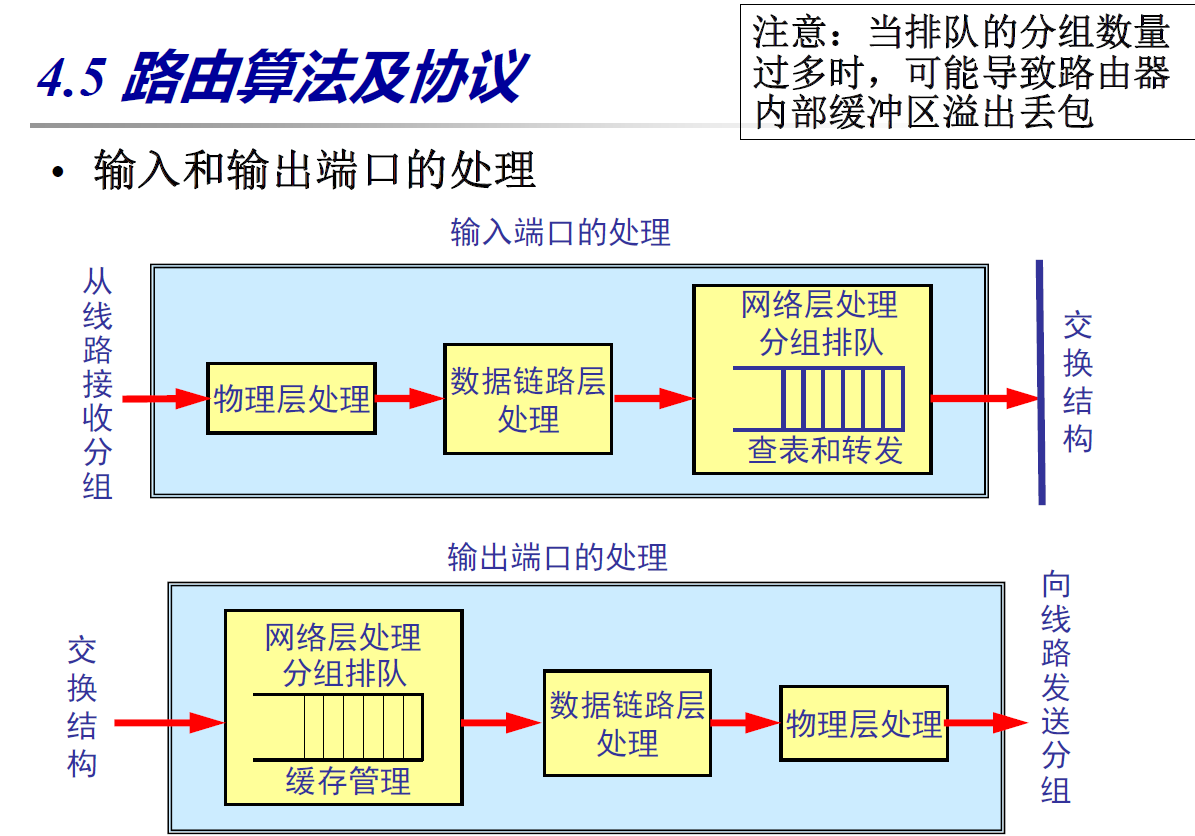 4.5 路由算法及协议
注意：当排队的分组数量
过多时，可能导致路由器
内部缓冲区溢出丢包
• 输入和输出端口的处理
输入端口的处理
从线路接收分组
物理层处理
数据链路层
处理
网络层处理
分组排队
查表和转发
交换结构
输出端口的处理
交换结构
网络层处理
分组排队
缓存管理
数据链路层
处理
物理层处理
向线路发送分组